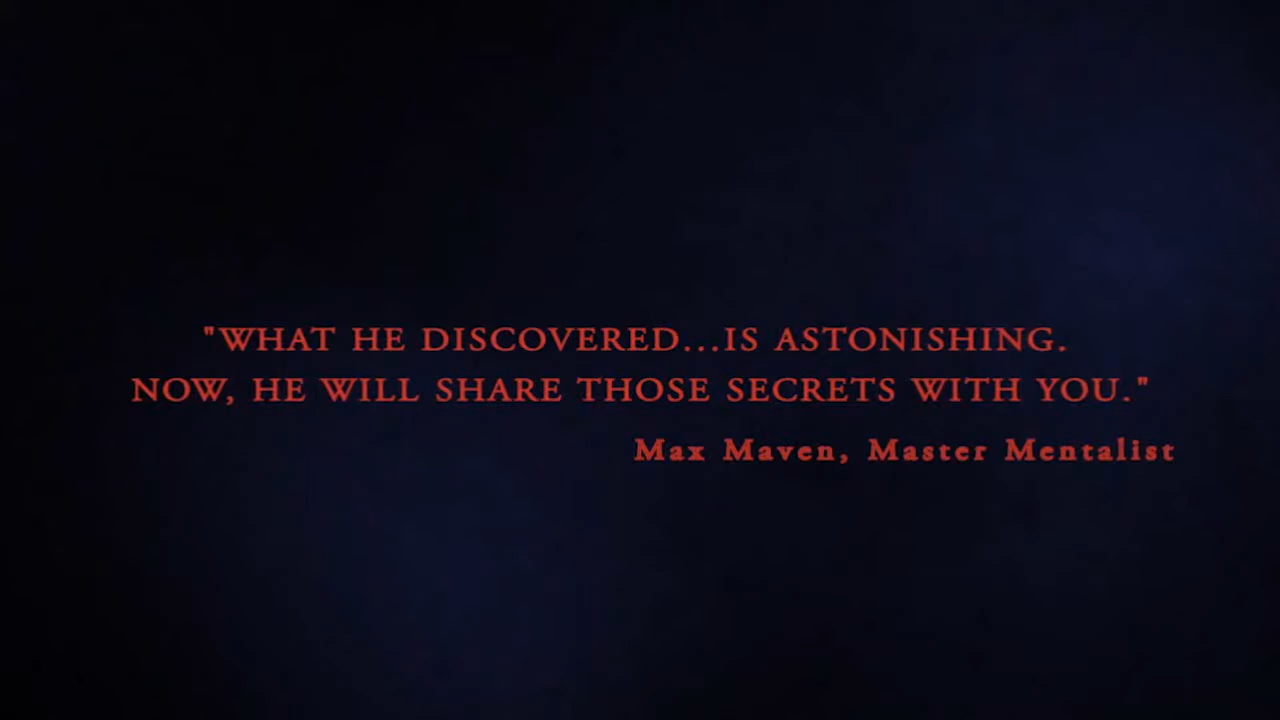 "WHAT HE DISCOVERED...IS ASTONISHING.
NOW, HE WILL SHARE THOSE SECRETS WITH YOU."
Max Maven, Master Mentalist